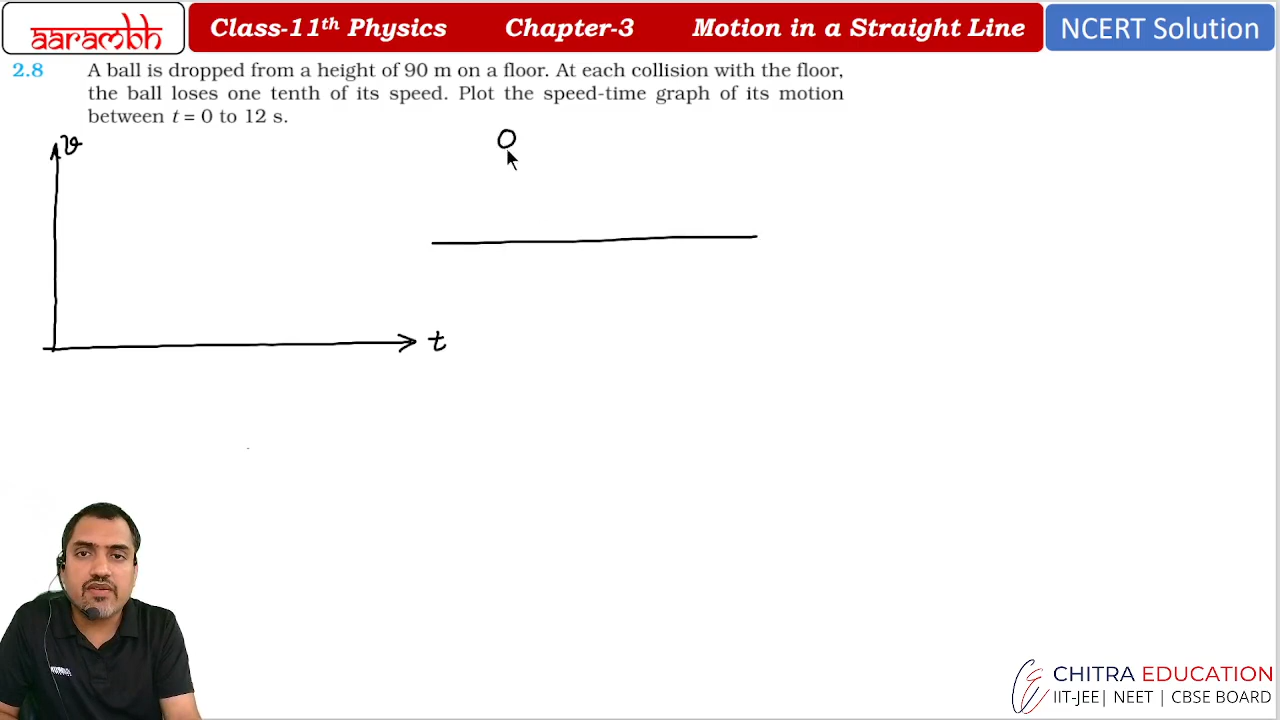 aarambh
Class-11th Physics Chapter-3 Motion in a Straight Line
NCERT Solution
2.8 A ball is dropped from a height of 90 m on a floor. At each collision with the floor,
the ball loses one tenth of its speed. Plot the speed-time graph of its motion
between t = 0 to 12 s.
v
t
CHITRA EDUCATION
IIT-JEE| NEET | CBSE BOARD